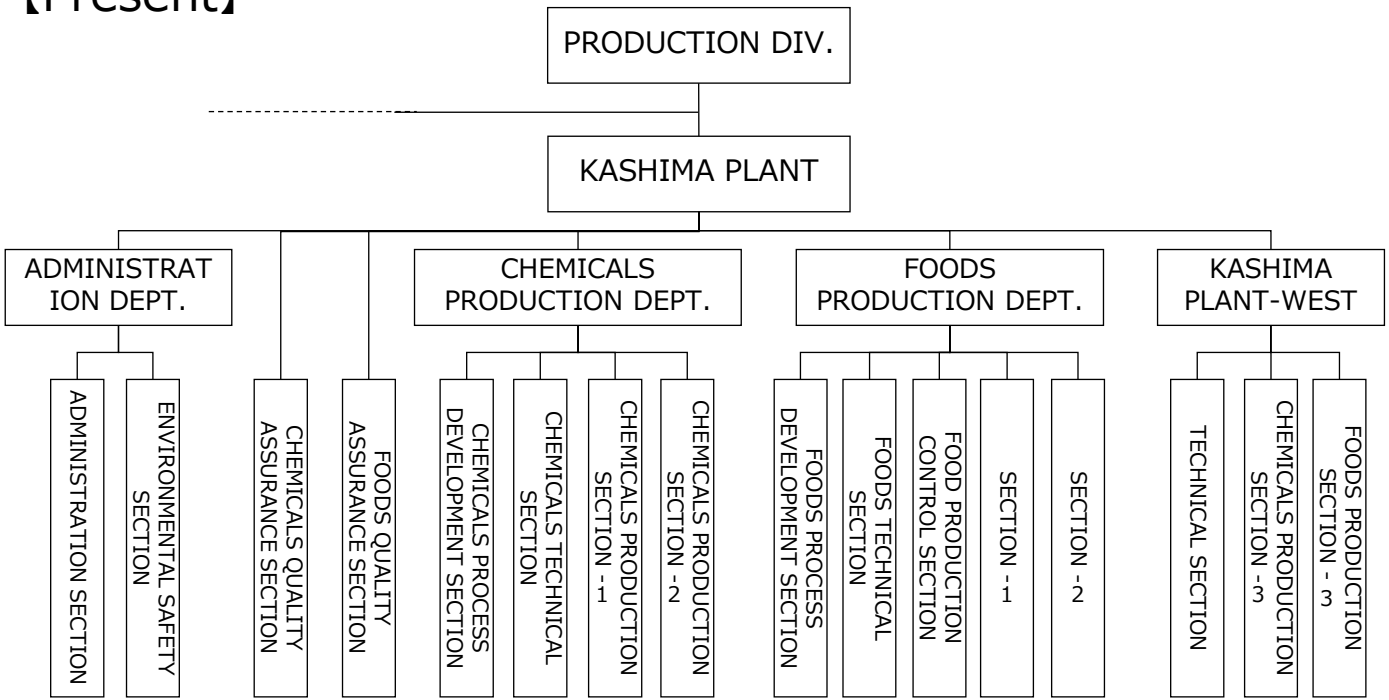 【Present】
PRODUCTION DIV.
KASHIMA PLANT
ADMINISTRAT
ION DEPT.
CHEMICALS
PRODUCTION DEPT.
FOODS
PRODUCTION DEPT.
KASHIMA
PLANT-WEST
ADMINISTRATION SECTION
ENVIRONMENTAL SAFETY
SECTION
CHEMICALS QUALITY
ASSURANCE SECTION
FOODS QUALITY
ASSURANCE SECTION
CHEMICALS PROCESS
DEVELOPMENT SECTION
CHEMICALS TECHNICAL
SECTION
CHEMICALS PRODUCTION
SECTION -1
CHEMICALS PRODUCTION
SECTION -2
FOODS PROCESS
DEVELOPMENT SECTION
FOODS TECHNICAL
SECTION
FOOD PRODUCTION
CONTROL SECTION
SECTION -1
SECTION -2
TECHNICAL SECTION
CHEMICALS PRODUCTION
SECTION -3
FOODS PRODUCTION
SECTION - 3